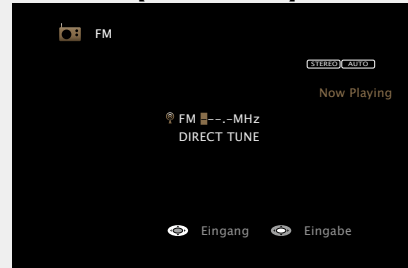 FM
STEREO AUTO
Now Playing
FM ---.-MHz
DIRECT TUNE
Eingang Eingabe